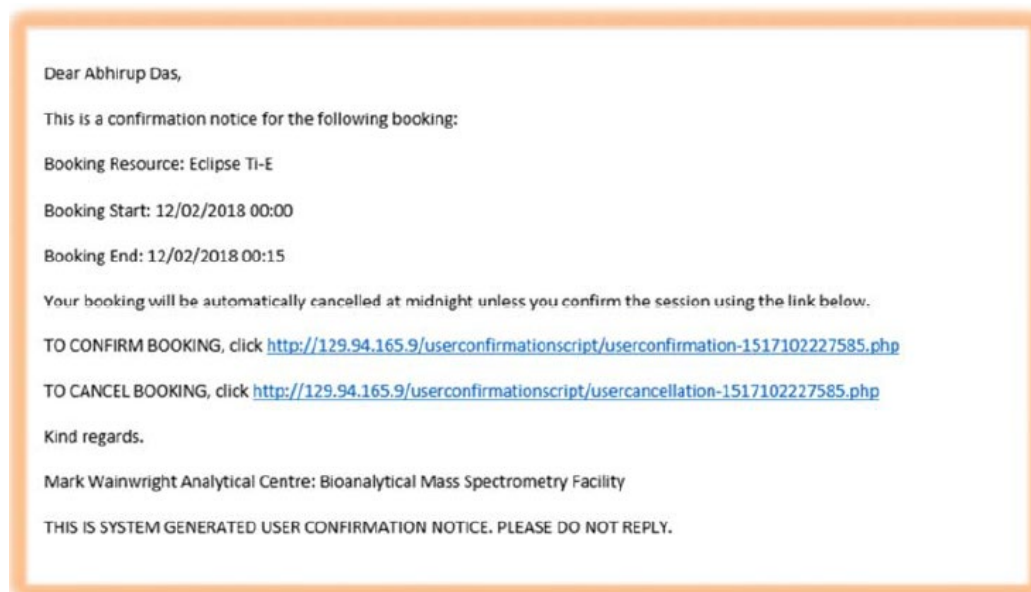 Dear Abhirup Das,
This is a confirmation notice for the following booking:
Booking Resource: Eclipse Ti-E
Booking Start: 12/02/2018 00:00
Booking End: 12/02/2018 00:15
Your booking will be automatically cancelled at midnight unless you confirm the session using the link below.
TO CONFIRM BOOKING, click http://129.94.165.9/userconfirmationscript/userconfirmation-1517102227585.php
TO CANCEL BOOKING, click http://129.94.165.9/userconfirmationscript/usercancellation-1517102227585.php
Kind regards.
Mark Wainwright Analytical Centre: Bioanalytical Mass Spectrometry Facility
THIS IS SYSTEM GENERATED USER CONFIRMATION NOTICE. PLEASE DO NOT REPLY.